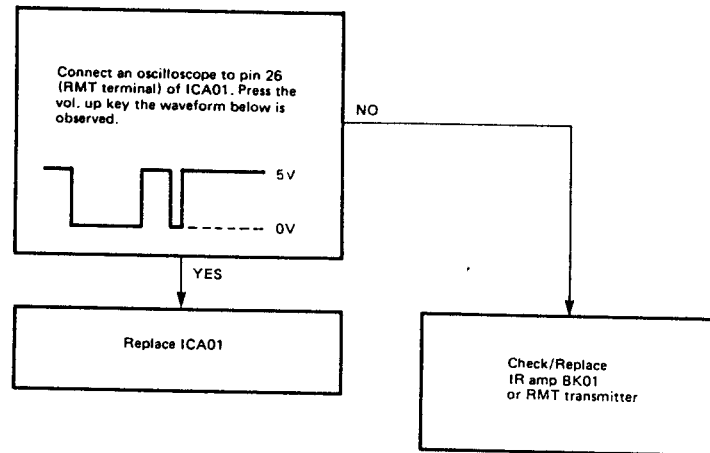 Connect an oscilloscope to pin 26
(RMT terminal) of ICA01. Press the
vol. up key the waveform below is
observed.
NO
5V
0V
YES
Replace ICA01
Check/Replace
IR amp BK01
or RMT transmitter